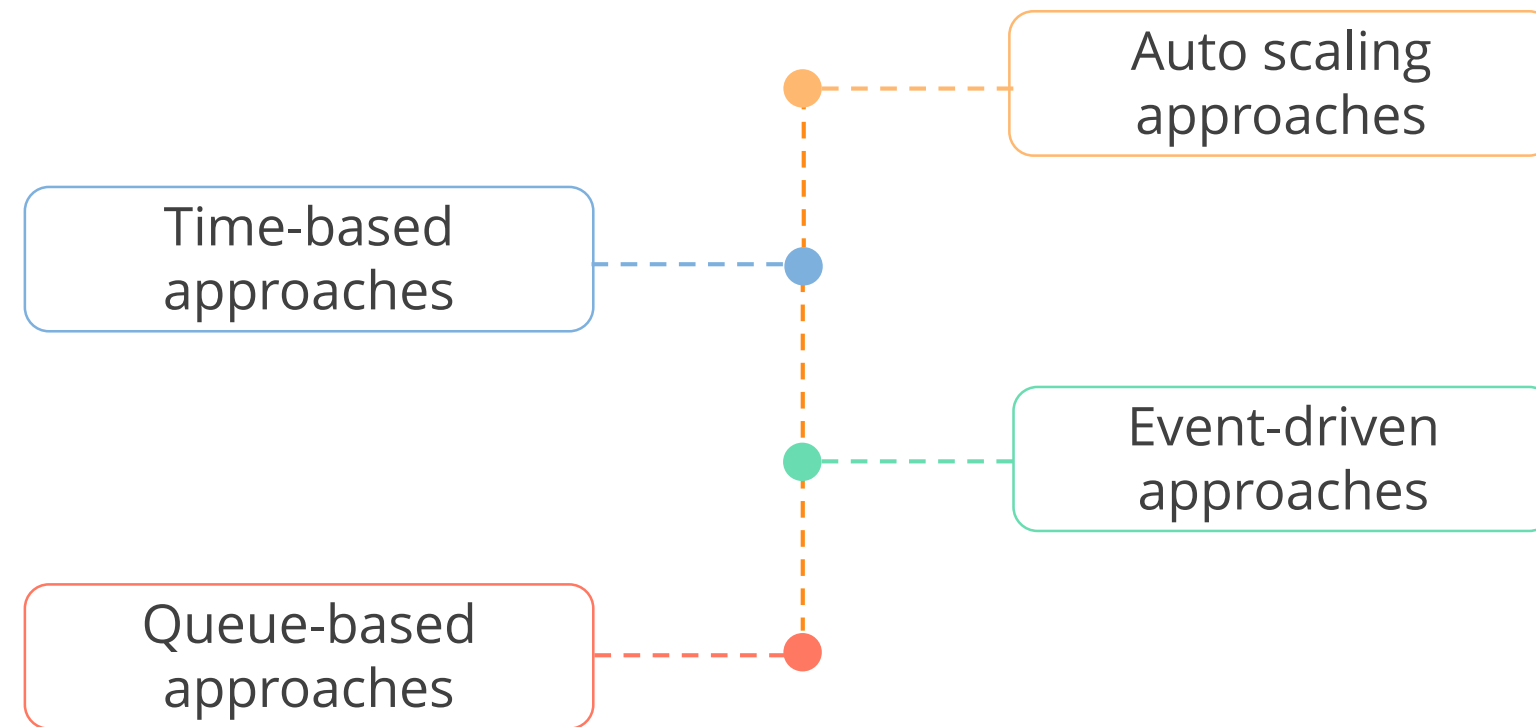 Auto scaling
approaches
Time-based
approaches
Event-driven
approaches
Queue-based
approaches